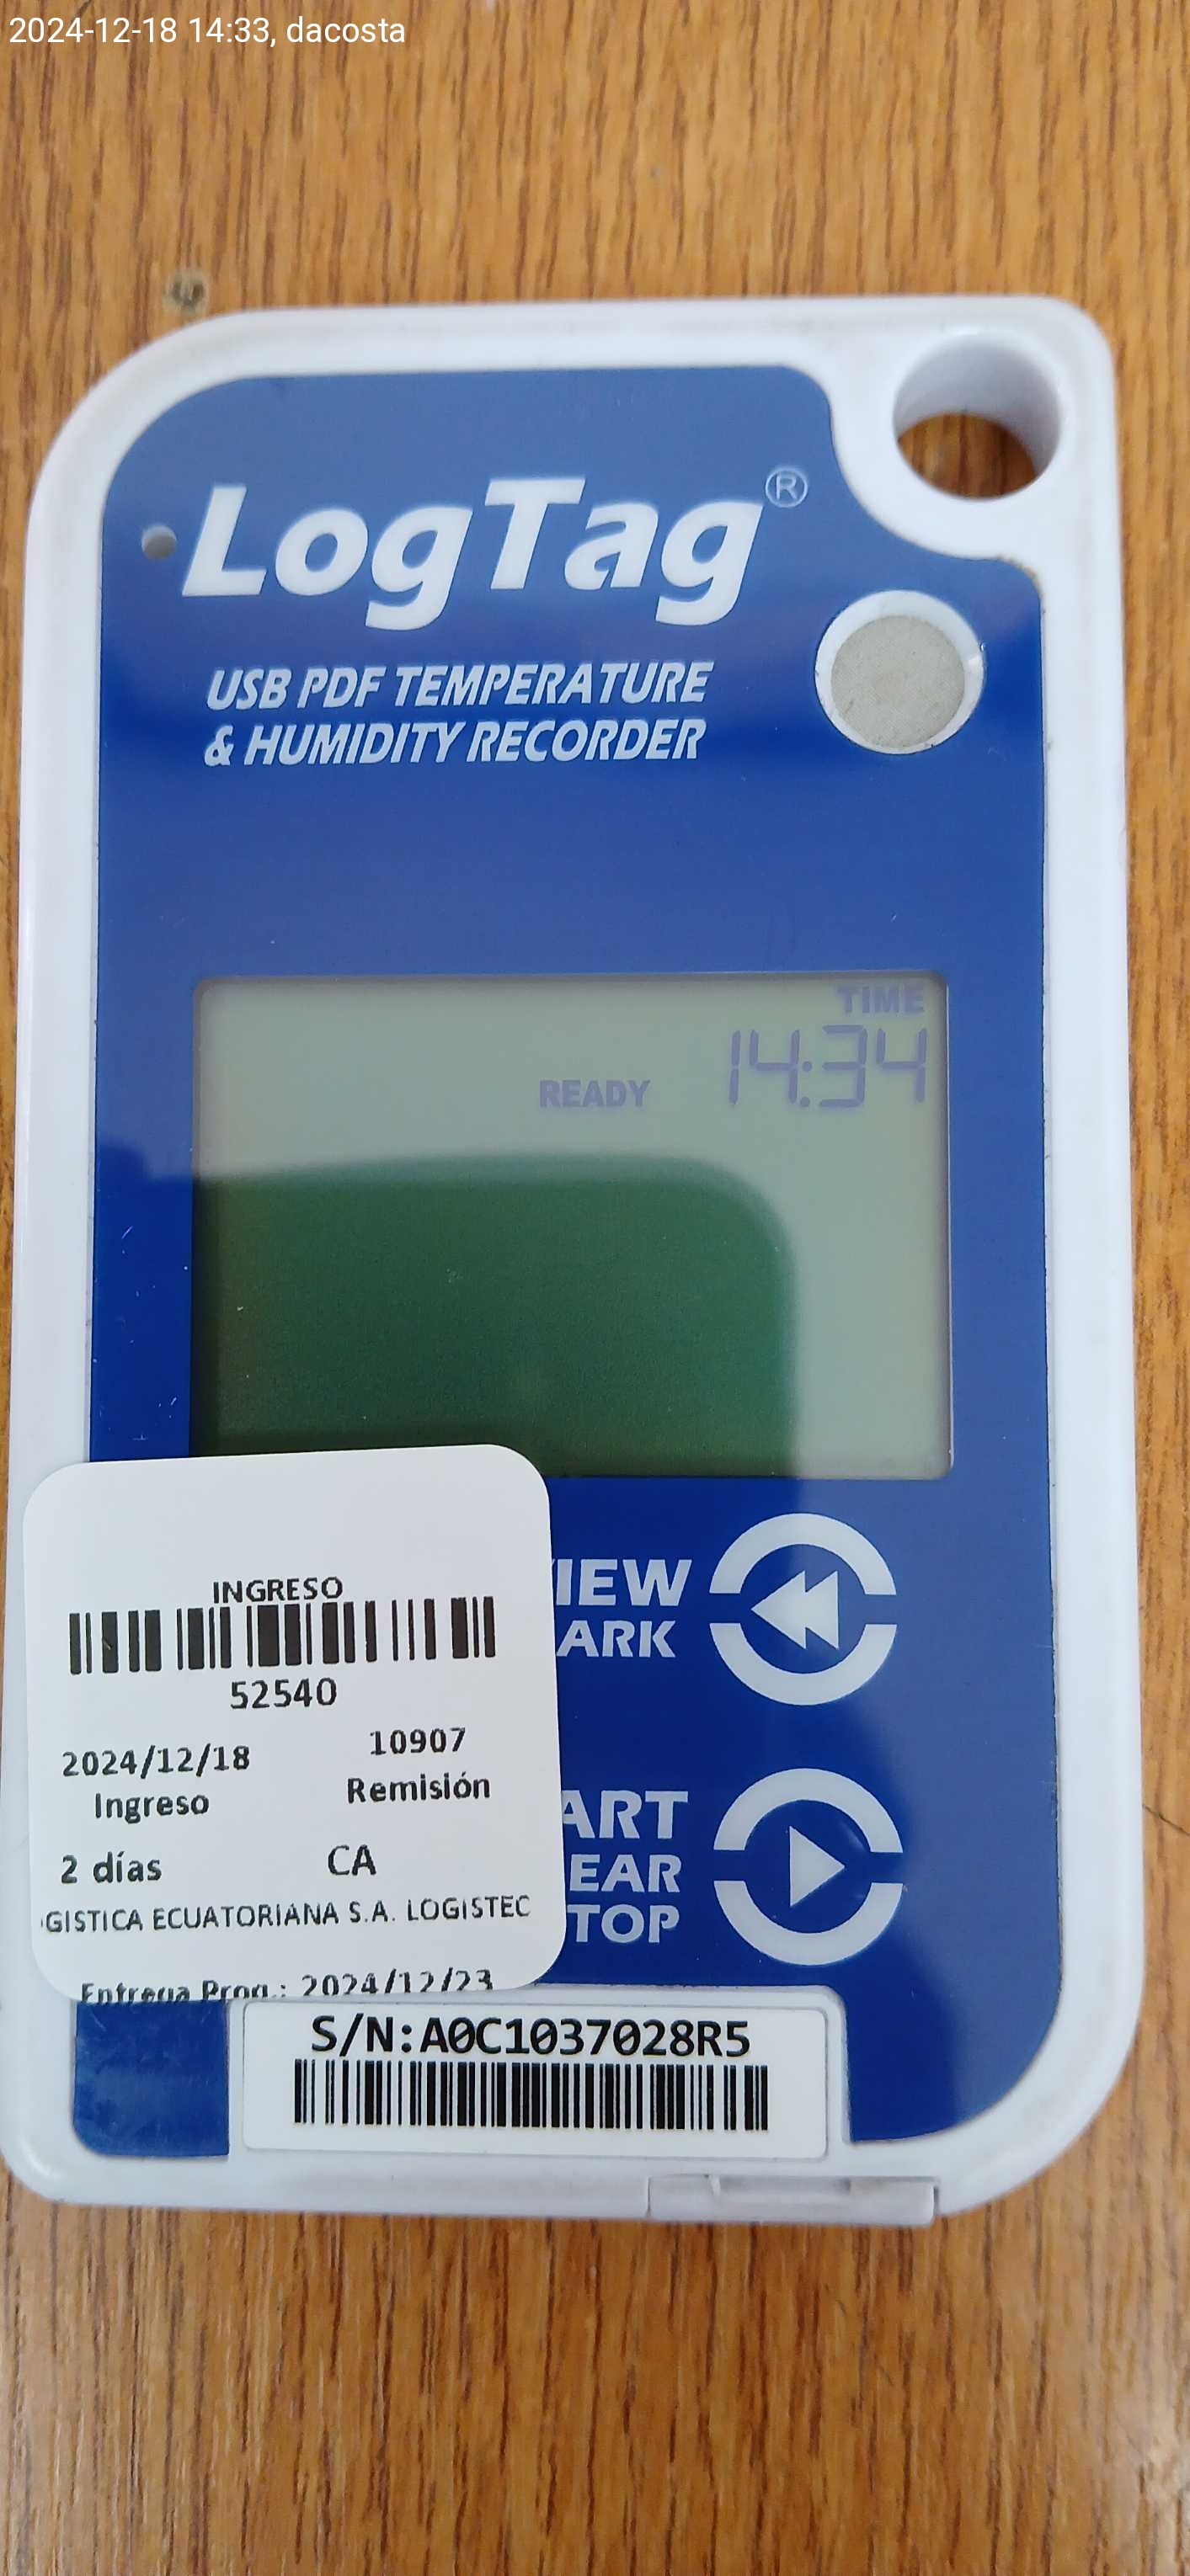 2024-12-18 14:33, dacosta
LogTag®
USB PDF TEMPERATURE
& HUMIDITY RECORDER
TIME
14:34
READY
IEW
ARK
INGRESO
52540
2024/12/18
10907
Ingreso
Remisión
2 días
CA
GISTICA ECUATORIANA S.A. LOGISTEC
Entrega Prog.: 2024/12/23
ART
EAR
TOP
S/N:A0C1037028R5